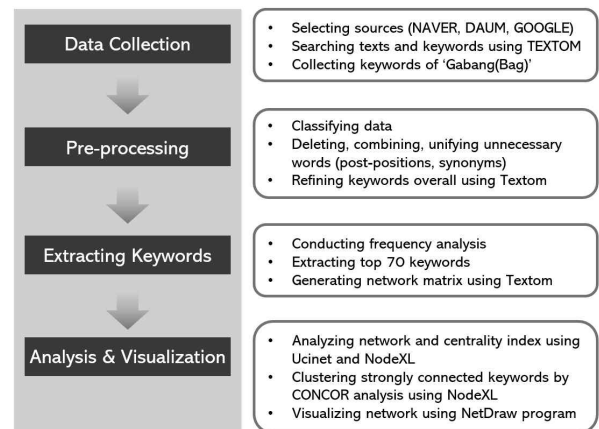 Data Collection
• Selecting sources (NAVER, DAUM, GOOGLE)
• Searching texts and keywords using TEXTOM
• Collecting keywords of ‘Gabang(Bag)’
Pre-processing
• Classifying data
• Deleting, combining, unifying unnecessary
words (post-positions, synonyms)
• Refining keywords overall using Textom
Extracting Keywords
• Conducting frequency analysis
• Extracting top 70 keywords
• Generating network matrix using Textom
Analysis & Visualization
• Analyzing network and centrality index using
Ucinet and NodeXL
• Clustering strongly connected keywords by
CONCOR analysis using NodeXL
• Visualizing network using NetDraw program